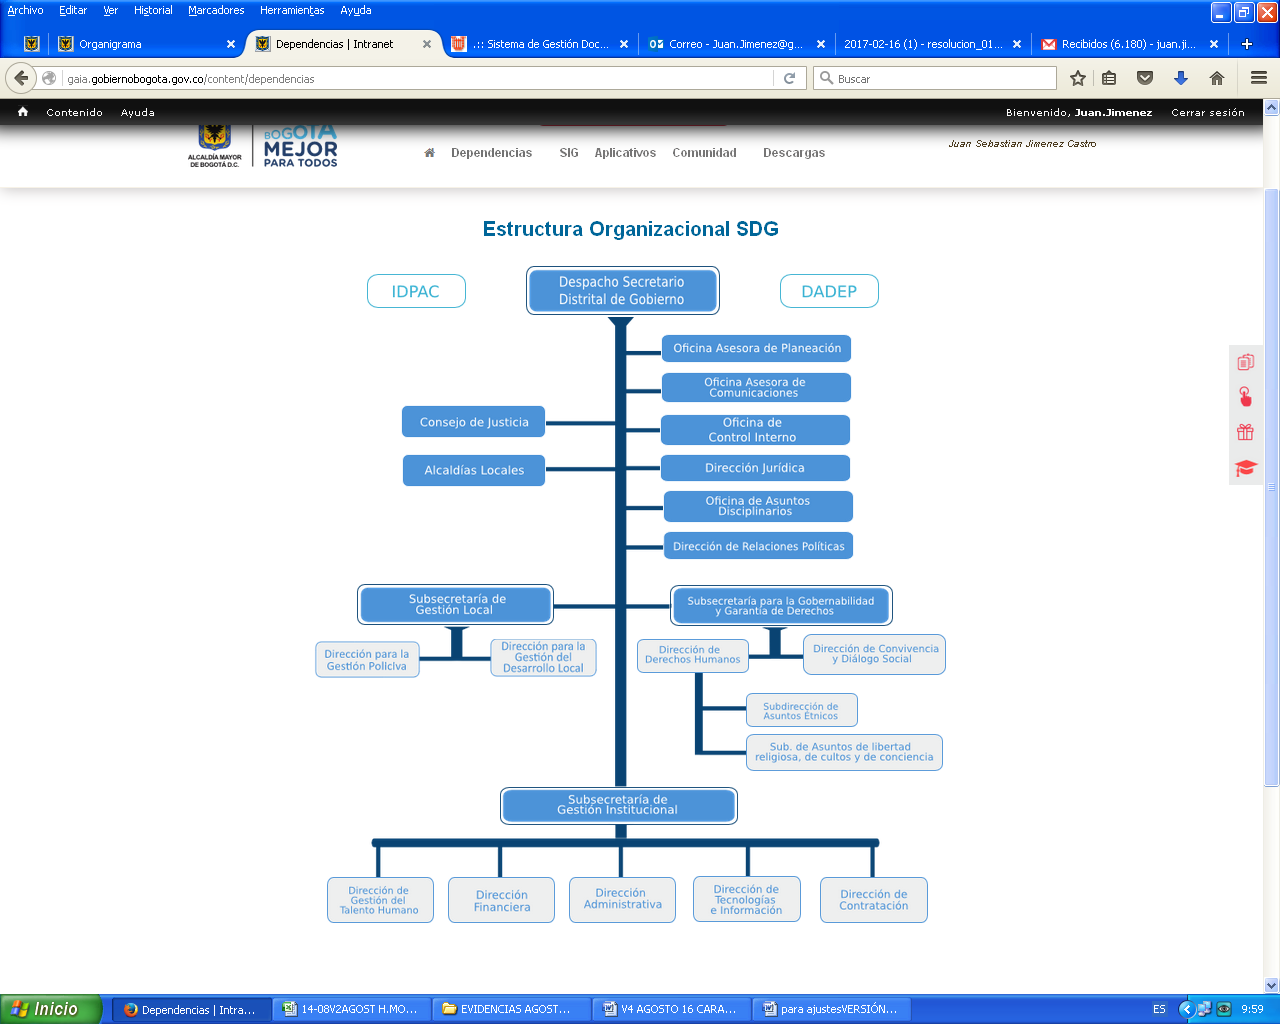 Archivo Editar Ver Historial Marcadores Herramientas Ayuda
Organigrama
Dependencias | Intranet
.:: Sistema de Gestión Doc...
Correo - Juan.Jimenez@g...
2017-02-16 (1) - resolucion_01...
Recibidos (6.180) - juan.ji...
gaia.gobiernobogota.gov.co/content/dependencias
Buscar
Contenido Ayuda
Bienvenido, Juan.Jimenez Cerrar sesión
ALCALDÍA MAYOR
DE BOGOTÁ D.C.
BOGOTÁ
MEJOR
PARA TODOS
Dependencias SIG Aplicativos Comunidad Descargas
Juan Sebastian Jimenez Castro
Estructura Organizacional SDG
IDPAC
Despacho Secretario
Distrital de Gobierno
DADEP
Oficina Asesora de Planeación
Oficina Asesora de
Comunicaciones
Consejo de Justicia
Oficina de
Control Interno
Alcaldías Locales
Dirección Jurídica
Oficina de Asuntos
Disciplinarios
Dirección de Relaciones Políticas
Subsecretaría de
Gestión Local
Subsecretaría para la Gobernabilidad
y Garantía de Derechos
Dirección para la
Gestión Policiva
Dirección para la
Gestión del
Desarrollo Local
Dirección de
Derechos Humanos
Dirección de Convivencia
y Diálogo Social
Subdirección de
Asuntos Étnicos
Sub. de Asuntos de libertad
religiosa, de cultos y de conciencia
Subsecretaría de
Gestión Institucional
Dirección de
Gestión del
Talento Humano
Dirección
Financiera
Dirección
Administrativa
Dirección de
Tecnologías
e Información
Dirección de
Contratación
Inicio
Dependencias | Intra...
14-08V2AGOST H.MO...
EVIDENCIAS AGOST...
V4 AGOSTO 16 CARA...
para ajustesVERSIÓN...
ES
9:59